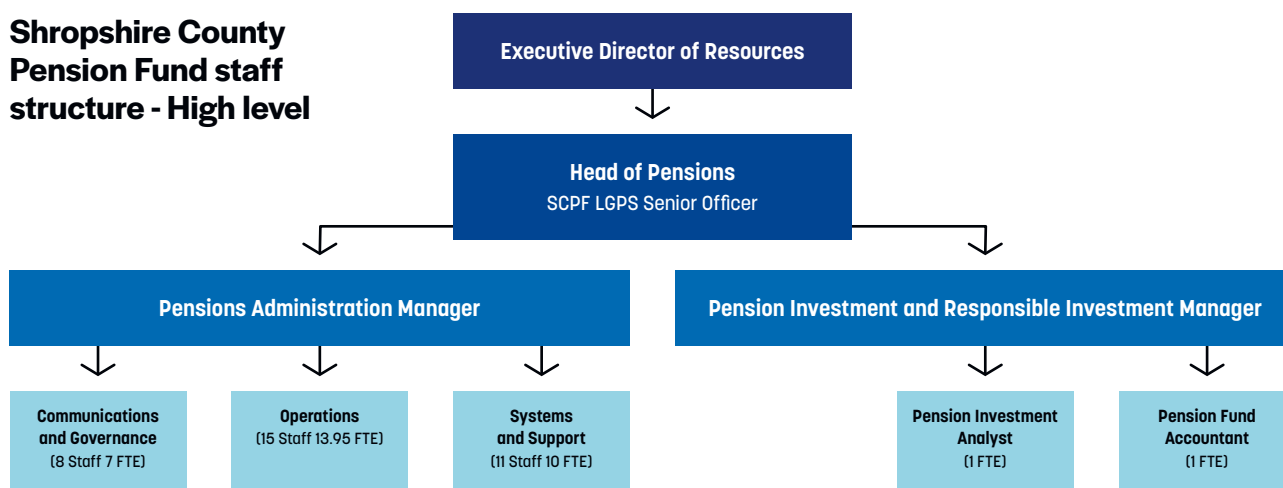 Shropshire County
Pension Fund staff
structure - High level
Executive Director of Resources
Head of Pensions
SCPF LGPS Senior Officer
Pensions Administration Manager
Pension Investment and Responsible Investment Manager
Communications
and Governance
(8 Staff 7 FTE)
Operations
(15 Staff 13.95 FTE)
Systems
and Support
(11 Staff 10 FTE)
Pension Investment
Analyst
(1 FTE)
Pension Fund
Accountant
(1 FTE)